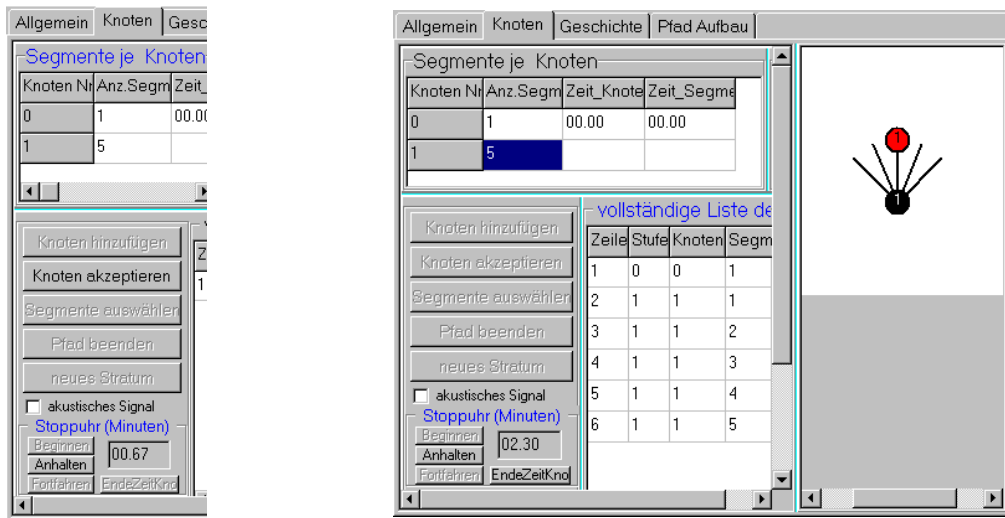 Allgemein Knoten Gesc
Segmente je Knoten
Knoten Nr Anz.Segm Zeit_
0 1 00.00
1 5
Knoten hinzufügen
Knoten akzeptieren
Segmente auswählen
Pfad beenden
neues Stratum
akustisches Signal
Stoppuhr (Minuten)
Beginnen
Anhalten
00.67
Fortfahren EndeZeitKno
Z
1
Allgemein Knoten Geschichte Pfad Aufbau
Segmente je Knoten
Knoten Nr Anz.Segm Zeit_Knote Zeit_Segme
0 1 00.00 00.00
1 5
Knoten hinzufügen
Knoten akzeptieren
Segmente auswählen
Pfad beenden
neues Stratum
akustisches Signal
Stoppuhr (Minuten)
Beginnen
Anhalten
02.30
Fortfahren EndeZeitKno
vollständige Liste de
Zeile Stufe Knoten Segm
1 0 0 1
2 1 1 1
3 1 1 2
4 1 1 3
5 1 1 4
6 1 1 5
1
1